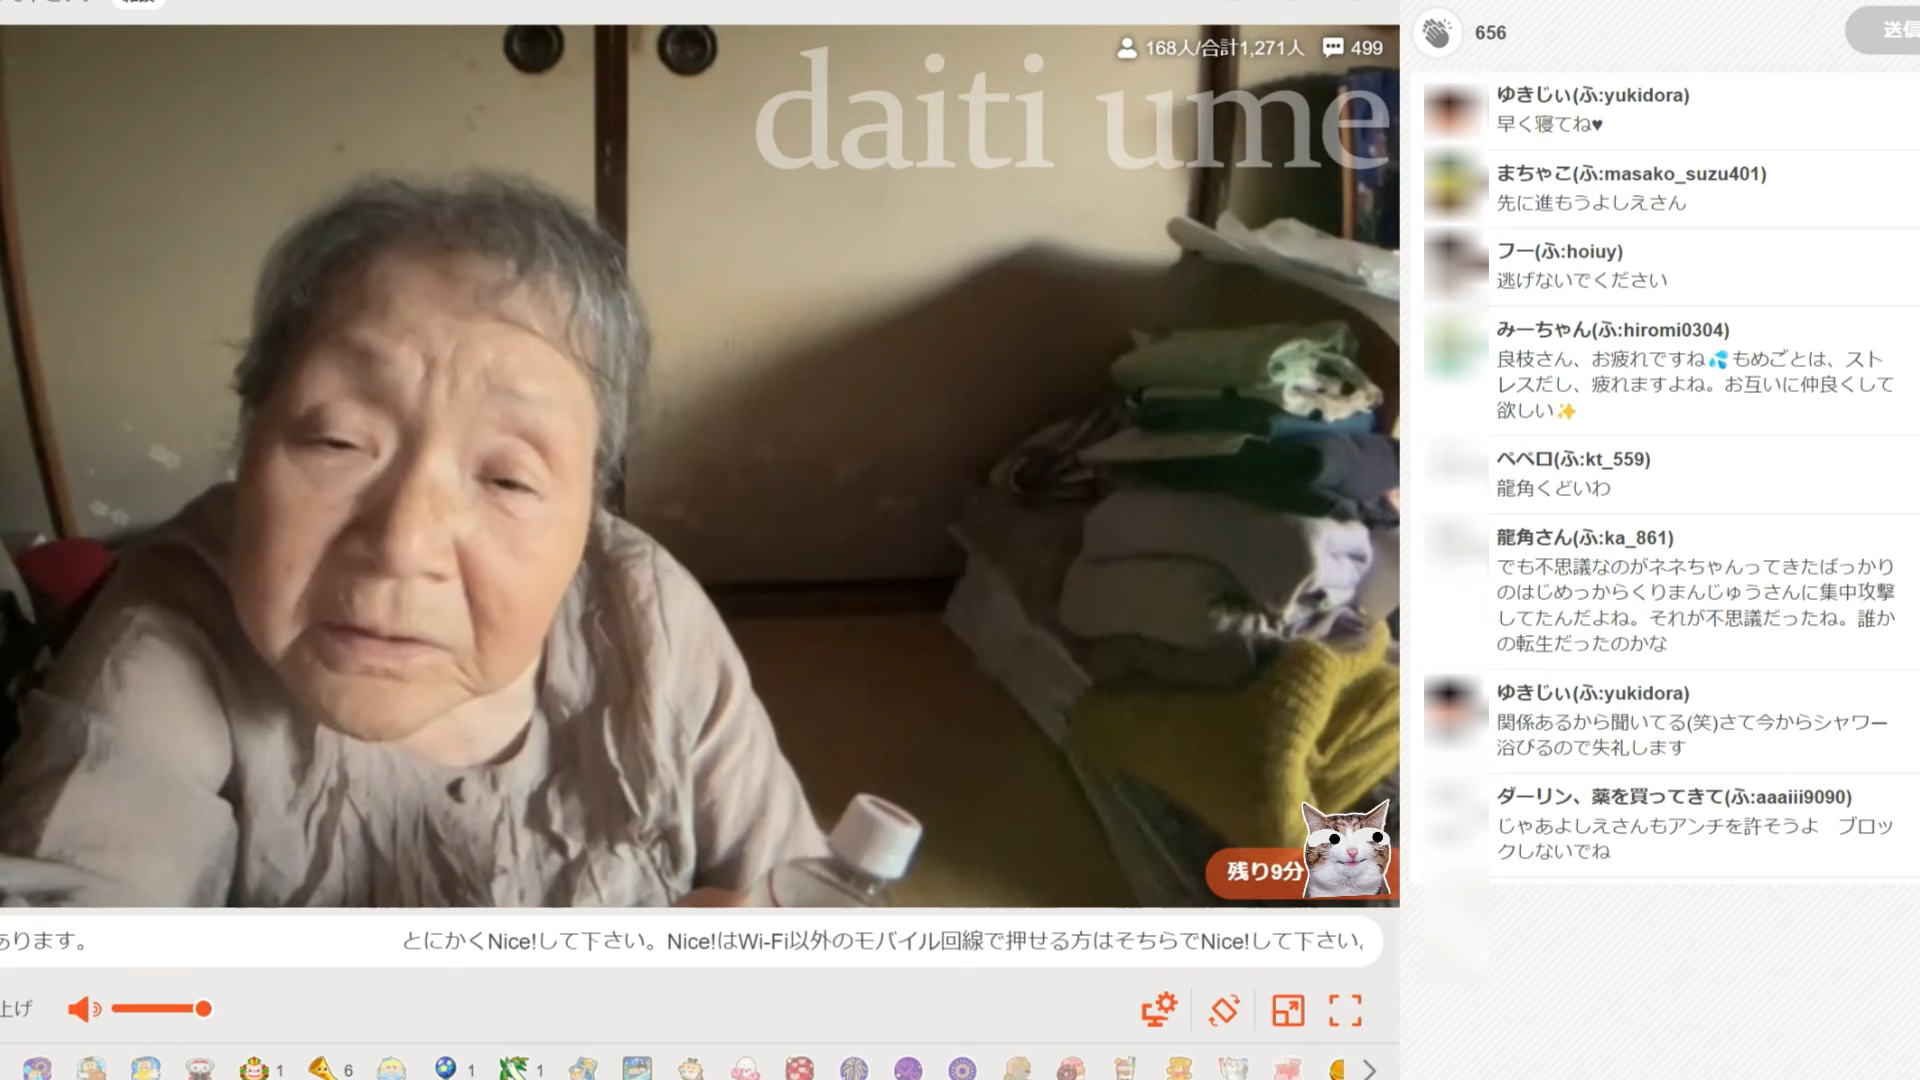 168人/合計1,271人 499
daiti ume
残り9分
あります。 とにかくNice!して下さい。Nice!はWi-Fi以外のモバイル回線で押せる方はそちらでNice!して下さい。
上げ
1 6 1 1
656
送信
ゆきじぃ(ふ:yukidora)
早く寝てね♥
まちゃこ(ふ:masako_suzu401)
先に進もうよしえさん
フー(ふ:hoiuy)
逃げないでください
みーちゃん(ふ:hiromi0304)
良枝さん、お疲れですね💦もめごとは、スト
レスだし、疲れますよね。お互いに仲良くして
欲しい✨
ペペロ(ふ:kt_559)
龍角くどいわ
龍角さん(ふ:ka_861)
でも不思議なのがネネちゃんってきたばっかり
のはじめっからくりまんじゅうさんに集中攻撃
してたんだよね。それが不思議だったね。誰か
の転生だったのかな
ゆきじぃ(ふ:yukidora)
関係あるから聞いてる(笑)さて今からシャワー
浴びるので失礼します
ダーリン、薬を買ってきて(ふ:aaaiii9090)
じゃあよしえさんもアンチを許そうよ　ブロッ
クしないでね